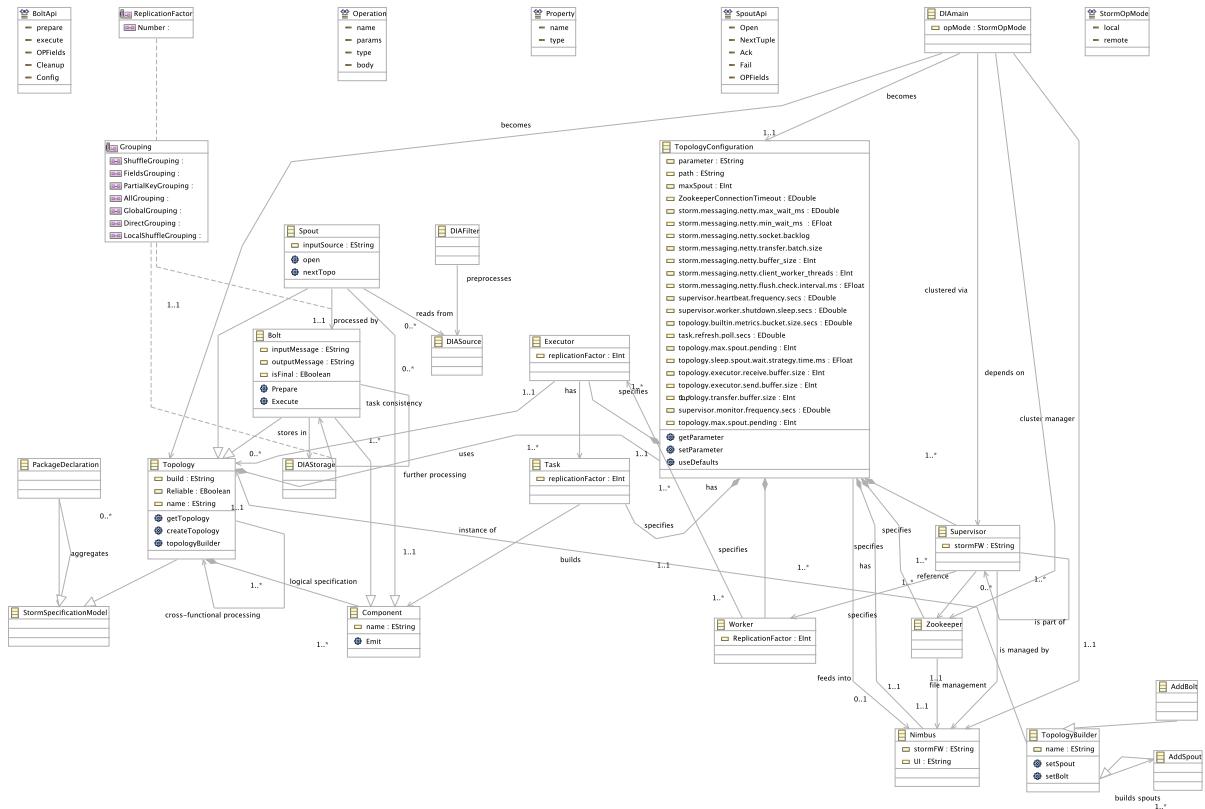 BoltApi
prepare
execute
OPFields
Cleanup
Config
ReplicationFactor
Number :
Operation
name
params
type
body
Property
name
type
SpoutApi
Open
NextTuple
Ack
Fail
OPFields
DIAmain
opMode : StormOpMode
StormOpMode
local
remote
becomes
becomes
1..1
Grouping
ShuffleGrouping :
FieldsGrouping :
PartialKeyGrouping :
AllGrouping :
GlobalGrouping :
DirectGrouping :
LocalShuffleGrouping :
TopologyConfiguration
parameter : EString
path : EString
maxSpout : EInt
ZookeeperConnectionTimeout : EDouble
storm.messaging.netty.max_wait_ms : EDouble
storm.messaging.netty.min_wait_ms : EFloat
storm.messaging.netty.socket.backlog
storm.messaging.netty.transfer.batch.size
storm.messaging.netty.buffer_size : EInt
storm.messaging.netty.client_worker_threads : EInt
storm.messaging.netty.flush.check.interval.ms : EFloat
supervisor.heartbeat.frequency.secs : EDouble
supervisor.worker.shutdown.sleep.secs : EDouble
topology.builtin.metrics.bucket.size.secs : EDouble
task.refresh.poll.secs : EDouble
topology.max.spout.pending : EInt
topology.sleep.spout.wait.strategy.time.ms : EFloat
topology.executor.receive.buffer.size : EInt
topology.executor.send.buffer.size : EInt
topology.transfer.buffer.size : EInt
supervisor.monitor.frequency.secs : EDouble
topology.max.spout.pending : EInt
getParameter
setParameter
useDefaults
Spout
inputSource : EString
open
nextTopo
DIAFilter
preprocesses
clustered via
1..1
1..1
processed by
reads from
0..*
Bolt
inputMessage : EString
outputMessage : EString
isFinal : EBoolean
Prepare
Execute
DIASource
Executor
replicationFactor : EInt
0..*
depends on
1..1
has
specifies
1..*
task consistency
cluster manager
stores in
1..*
0..*
uses
1..*
1..1
1..*
PackageDeclaration
Topology
build : EString
Reliable : EBoolean
name : EString
getTopology
createTopology
topologyBuilder
DIAStorage
further processing
Task
replicationFactor : EInt
has
1..*
1..1
0..*
instance of
specifies
Supervisor
stormFW : EString
aggregates
specifies
specifies
1..1
builds
1..1
1..*
has
1..*
reference
1..*
logical specification
1..*
0..*
1..*
1..*
StormSpecificationModel
cross-functional processing
Component
name : EString
Emit
1..*
Worker
ReplicationFactor : EInt
specifies
Zookeeper
is part of
1..*
is managed by
1..1
feeds into
1..1
file management
1..1
0..1
1..1
AddBolt
Nimbus
stormFW : EString
UI : EString
TopologyBuilder
name : EString
setSpout
setBolt
AddSpout
builds spouts
1..*